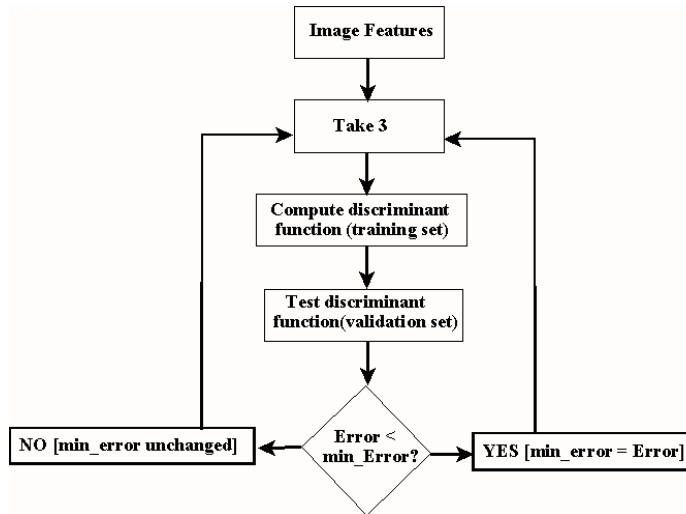 Image Features
Take 3
Compute discriminant
function (training set)
Test discriminant
function(validation set)
Error <
min_Error?
NO [min_error unchanged]
YES [min_error = Error]